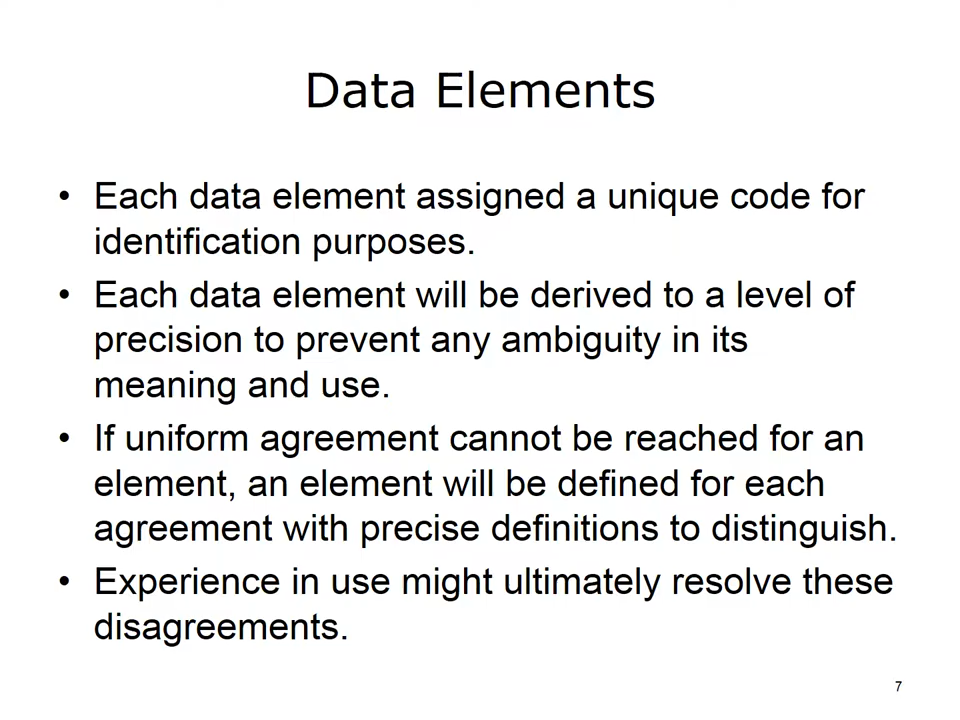 Data Elements
• Each data element assigned a unique code for
identification purposes.
• Each data element will be derived to a level of
precision to prevent any ambiguity in its
meaning and use.
• If uniform agreement cannot be reached for an
element, an element will be defined for each
agreement with precise definitions to distinguish.
• Experience in use might ultimately resolve these
disagreements.
7